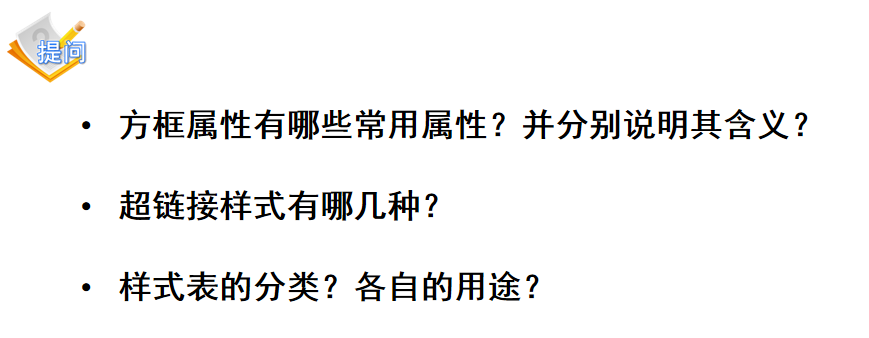 提问
• 方框属性有哪些常用属性？并分别说明其含义？
• 超链接样式有哪几种？
• 样式表的分类？各自的用途？